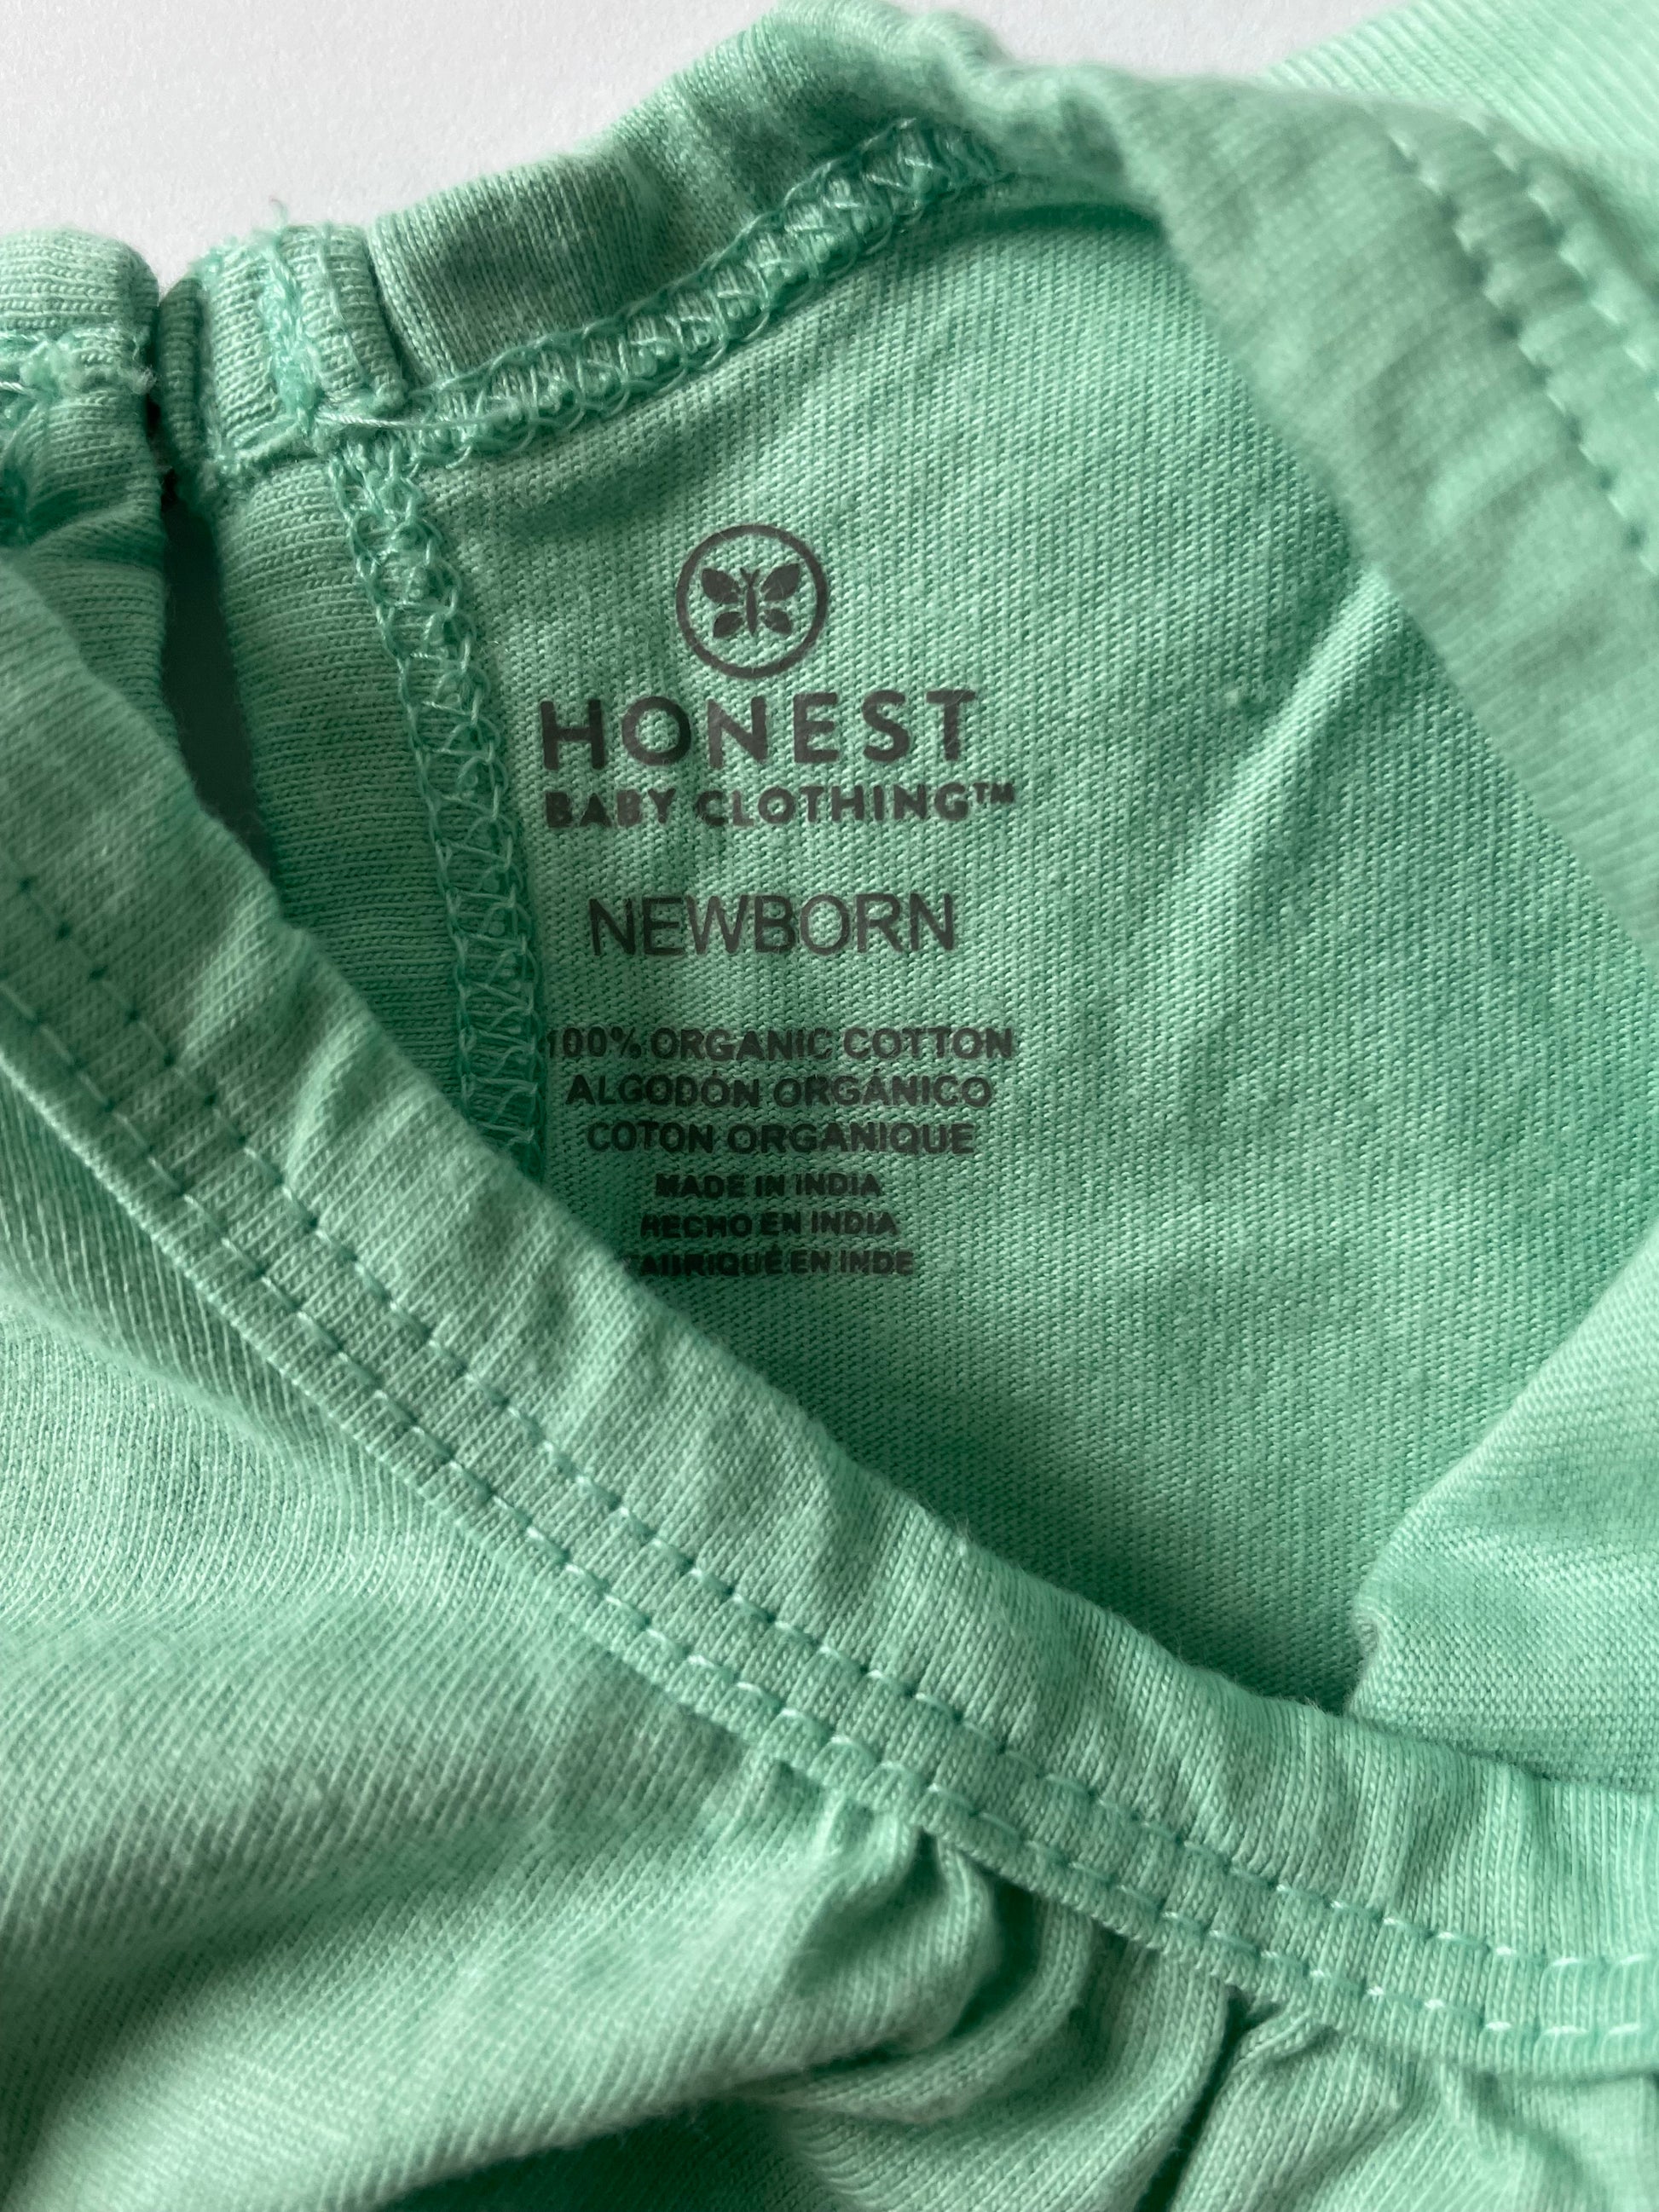 HONEST
BABY CLOTHING™
NEWBORN
100% ORGANIC COTTON
ALGODÓN ORGÁNICO
COTON ORGANIQUE
MADE IN INDIA
HECHO EN INDIA
FABRIQUÉ EN INDE